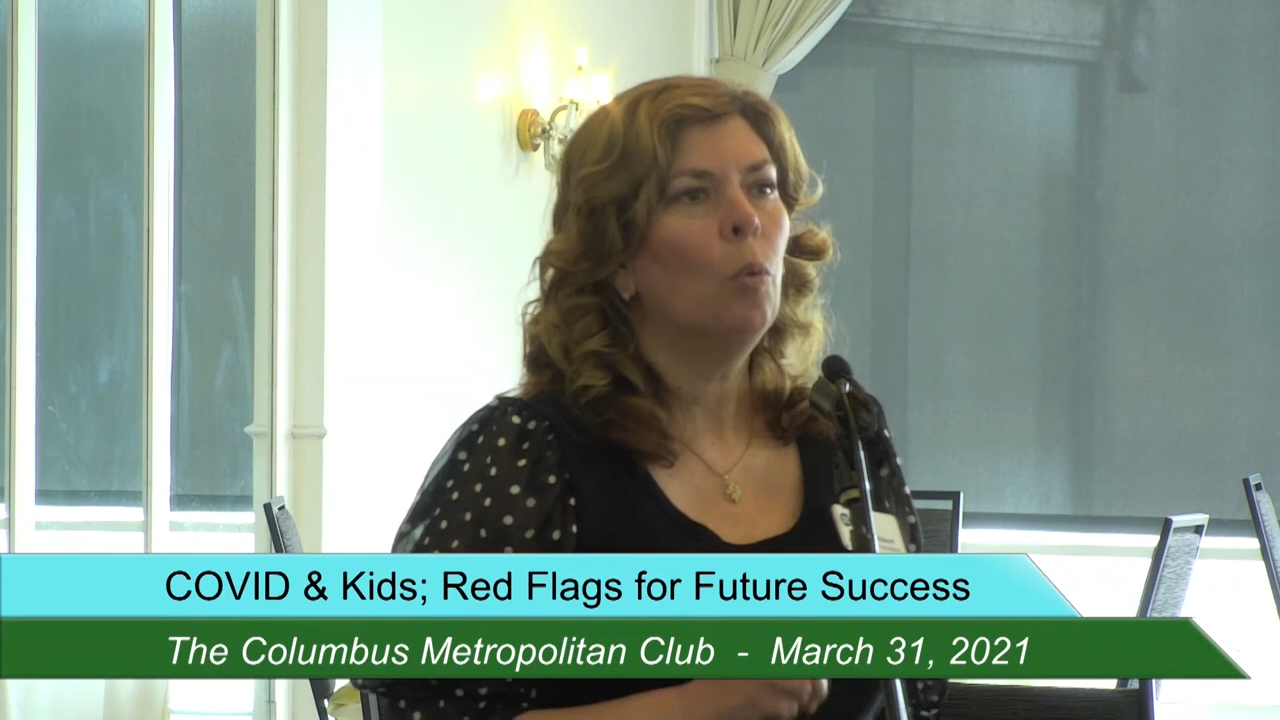 COVID & Kids; Red Flags for Future Success
The Columbus Metropolitan Club - March 31, 2021